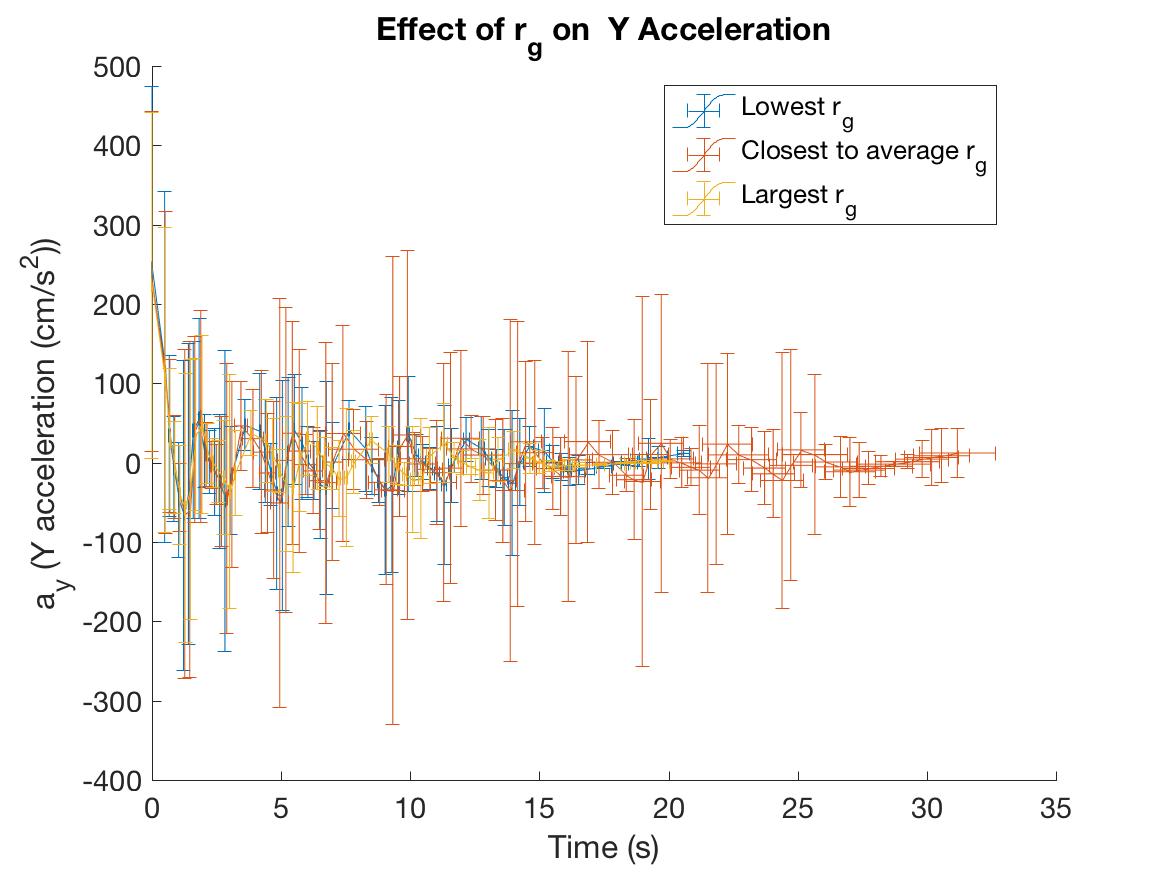 Effect of r_g on Y Acceleration
500
400
300
200
100
0
-100
-200
-300
-400
a_y (Y acceleration (cm/s^2))
Lowest r_g
Closest to average r_g
Largest r_g
0 5 10 15 20 25 30 35
Time (s)